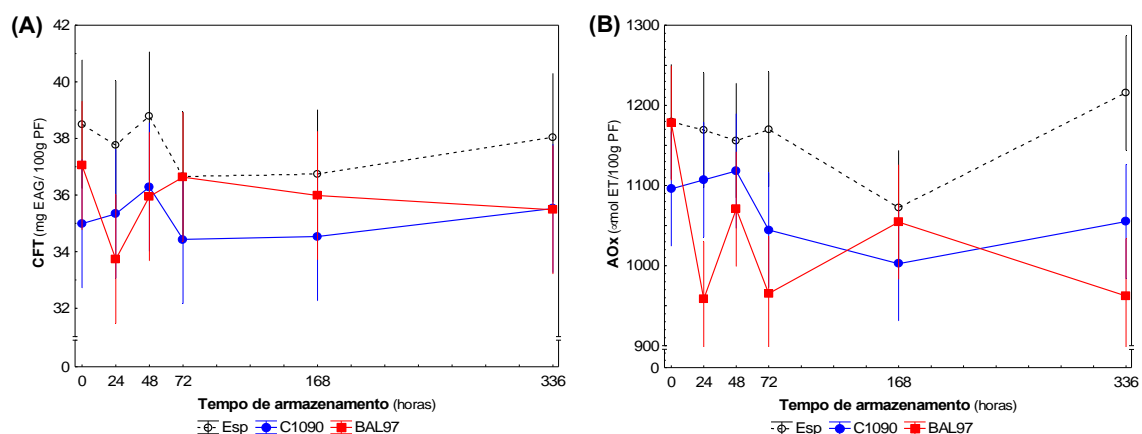 (A)
42
40
38
36
34
32
0
CFT (mg EAG/ 100g PF)
0 24 48 72 168 336
Tempo de armazenamento (horas)
Esp C1090 BAL97
(B)
1300
1200
1100
1000
900
0
AOx (∝mol ET/100g PF)
0 24 48 72 168 336
Tempo de armazenamento (horas)
Esp C1090 BAL97